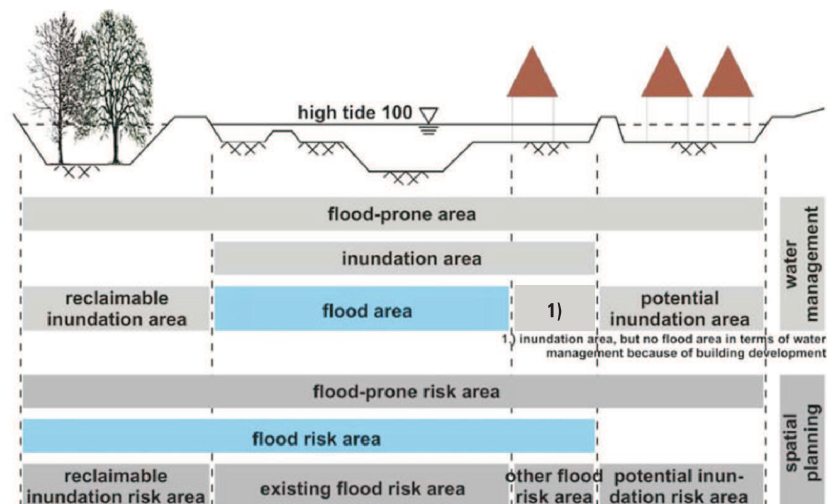 high tide 100
flood-prone area
inundation area
reclaimable
inundation area
flood area
1)
potential
inundation area
water
management
1.) inundation area, but no flood area in terms of water
management because of building development
flood-prone risk area
flood risk area
reclaimable
inundation risk area
existing flood risk area
other flood
risk area
potential inun-
dation risk area
spatial
planning